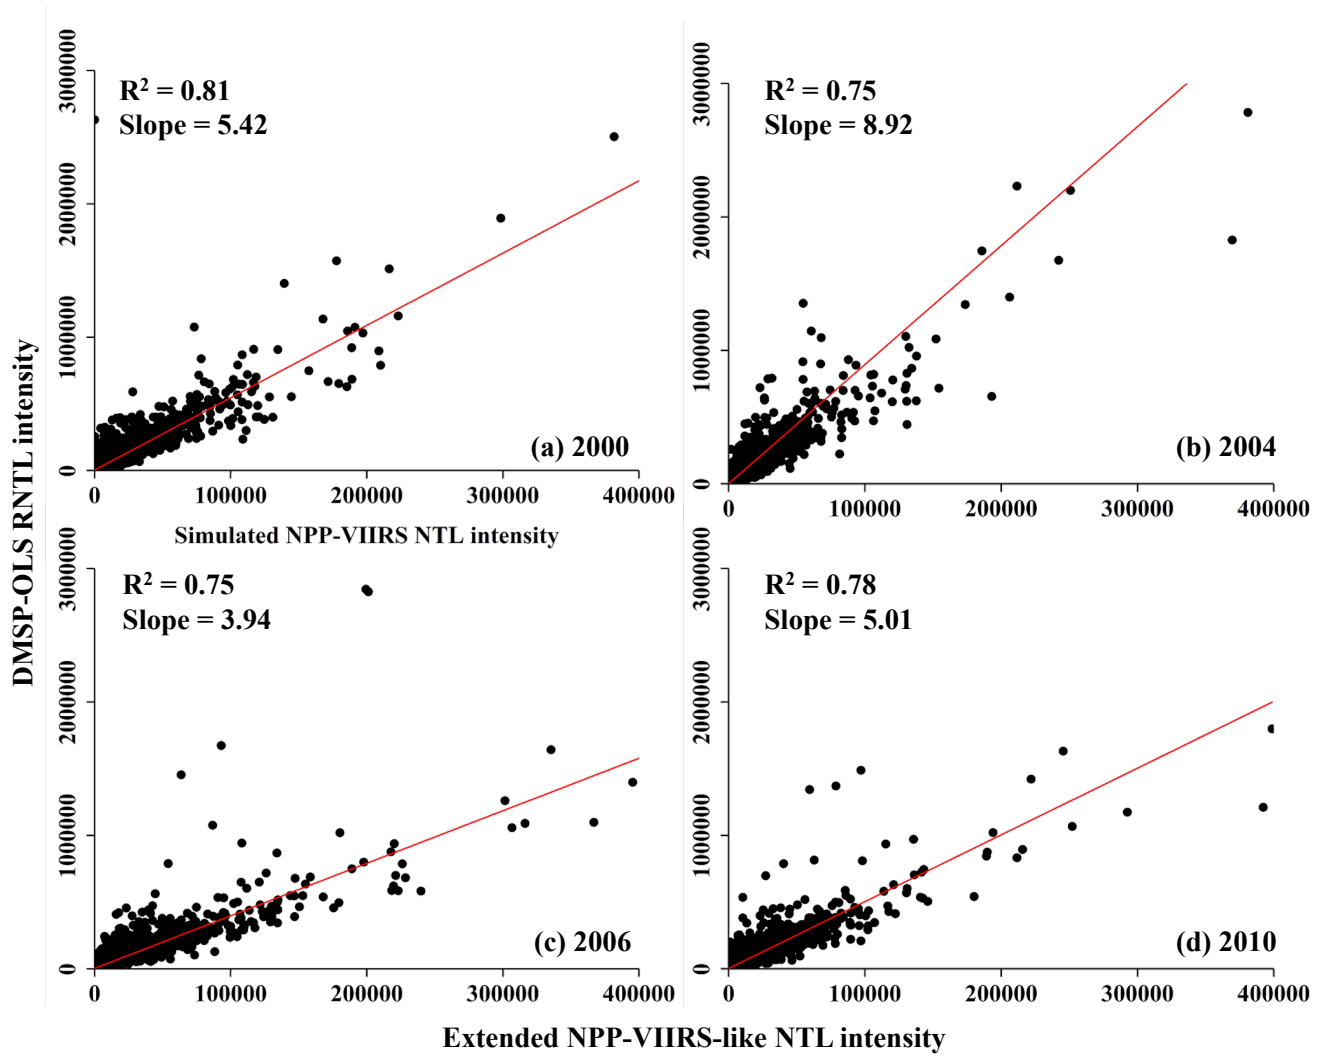 DMSP-OLS RNTL intensity
R² = 0.81
Slope = 5.42
(a) 2000
0 1000000 2000000 3000000
0 100000 200000 300000 400000
Simulated NPP-VIIRS NTL intensity
R² = 0.75
Slope = 8.92
(b) 2004
0 1000000 2000000 3000000
0 100000 200000 300000 400000
R² = 0.75
Slope = 3.94
(c) 2006
0 1000000 2000000 3000000
0 100000 200000 300000 400000
R² = 0.78
Slope = 5.01
(d) 2010
0 1000000 2000000 3000000
0 100000 200000 300000 400000
Extended NPP-VIIRS-like NTL intensity